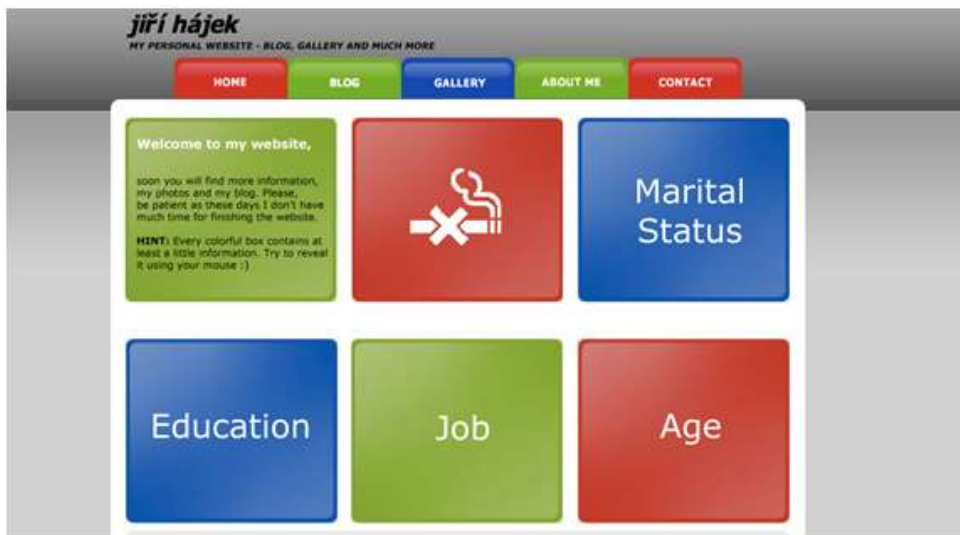 jiří hájek
MY PERSONAL WEBSITE - BLOG, GALLERY AND MUCH MORE
HOME BLOG GALLERY ABOUT ME CONTACT
Welcome to my website,
soon you will find more information,
my photos and my blog. Please,
be patient as these days I don't have
much time for finishing the website.
HINT: Every colorful box contains at
least a little information. Try to reveal
it using your mouse :)
Marital
Status
Education
Job
Age